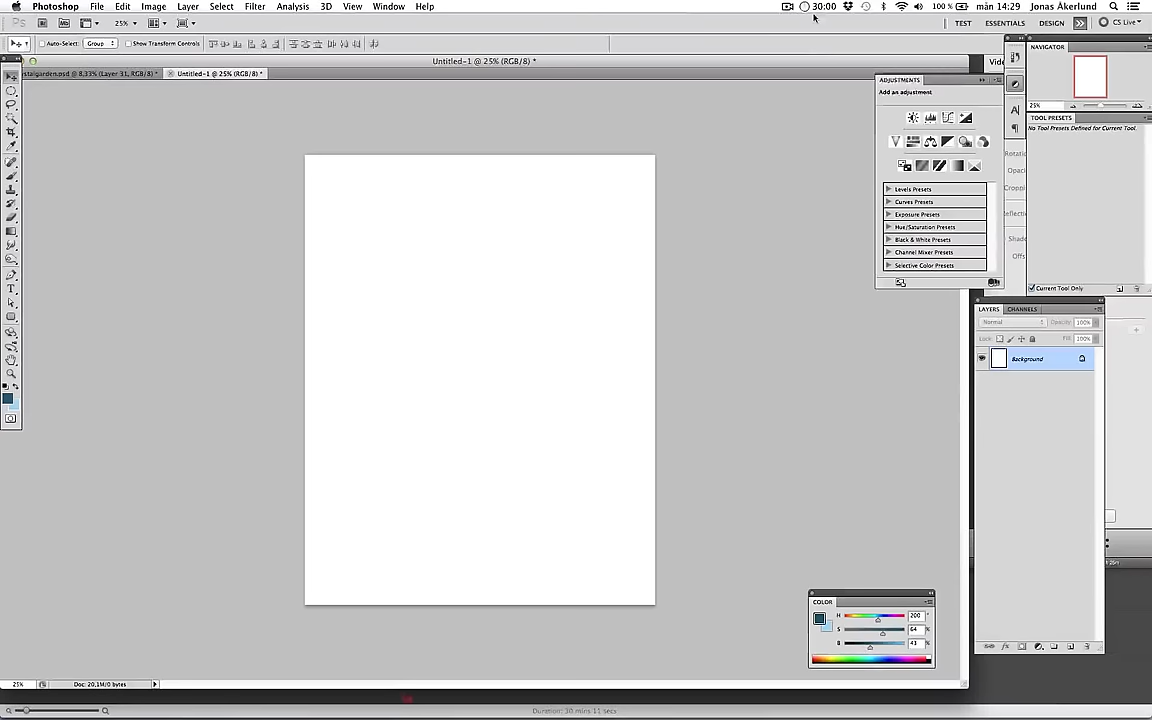 Photoshop File Edit Image Layer Select Filter Analysis 3D View Window Help 30:00 100 % mån 14:29 Jonas Åkerlund
Ps Br Mb 25% TEST ESSENTIALS DESIGN CS Live
Auto-Select: Group Show Transform Controls
Untitled-1 @ 25% (RGB/8) *
stalgarden.psd @ 8,33% (Layer 31, RGB/8) * Untitled-1 @ 25% (RGB/8) *
NAVIGATOR
25%
TOOL PRESETS
No Tool Presets Defined for Current Tool.
Current Tool Only
ADJUSTMENTS
Add an adjustment
Levels Presets
Curves Presets
Exposure Presets
Hue/Saturation Presets
Black & White Presets
Channel Mixer Presets
Selective Color Presets
LAYERS CHANNELS
Normal Opacity: 100%
Lock: Fill: 100%
Background
COLOR
H 200 °
S 64 %
B 43 %
25% Doc: 20,1M/0 bytes
Duration: 30 mins 11 secs